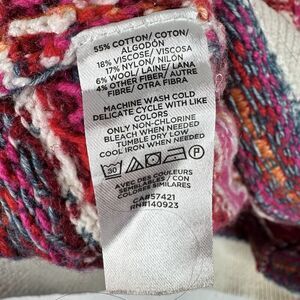 55% COTTON/ COTON/
ALGODÓN
18% VISCOSE/ VISCOSA
17% NYLON/ NILÓN
6% WOOL/ LAINE/ LANA
4% OTHER FIBER/ AUTRE
FIBRE/ OTRA FIBRA
MACHINE WASH COLD
DELICATE CYCLE WITH LIKE
COLORS
ONLY NON-CHLORINE
BLEACH WHEN NEEDED
TUMBLE DRY LOW
COOL IRON WHEN NEEDED
30 P
AVEC DES COULEURS
SEMBLABLES / CON
COLORES SIMILARES
CA#57421
RN#140923